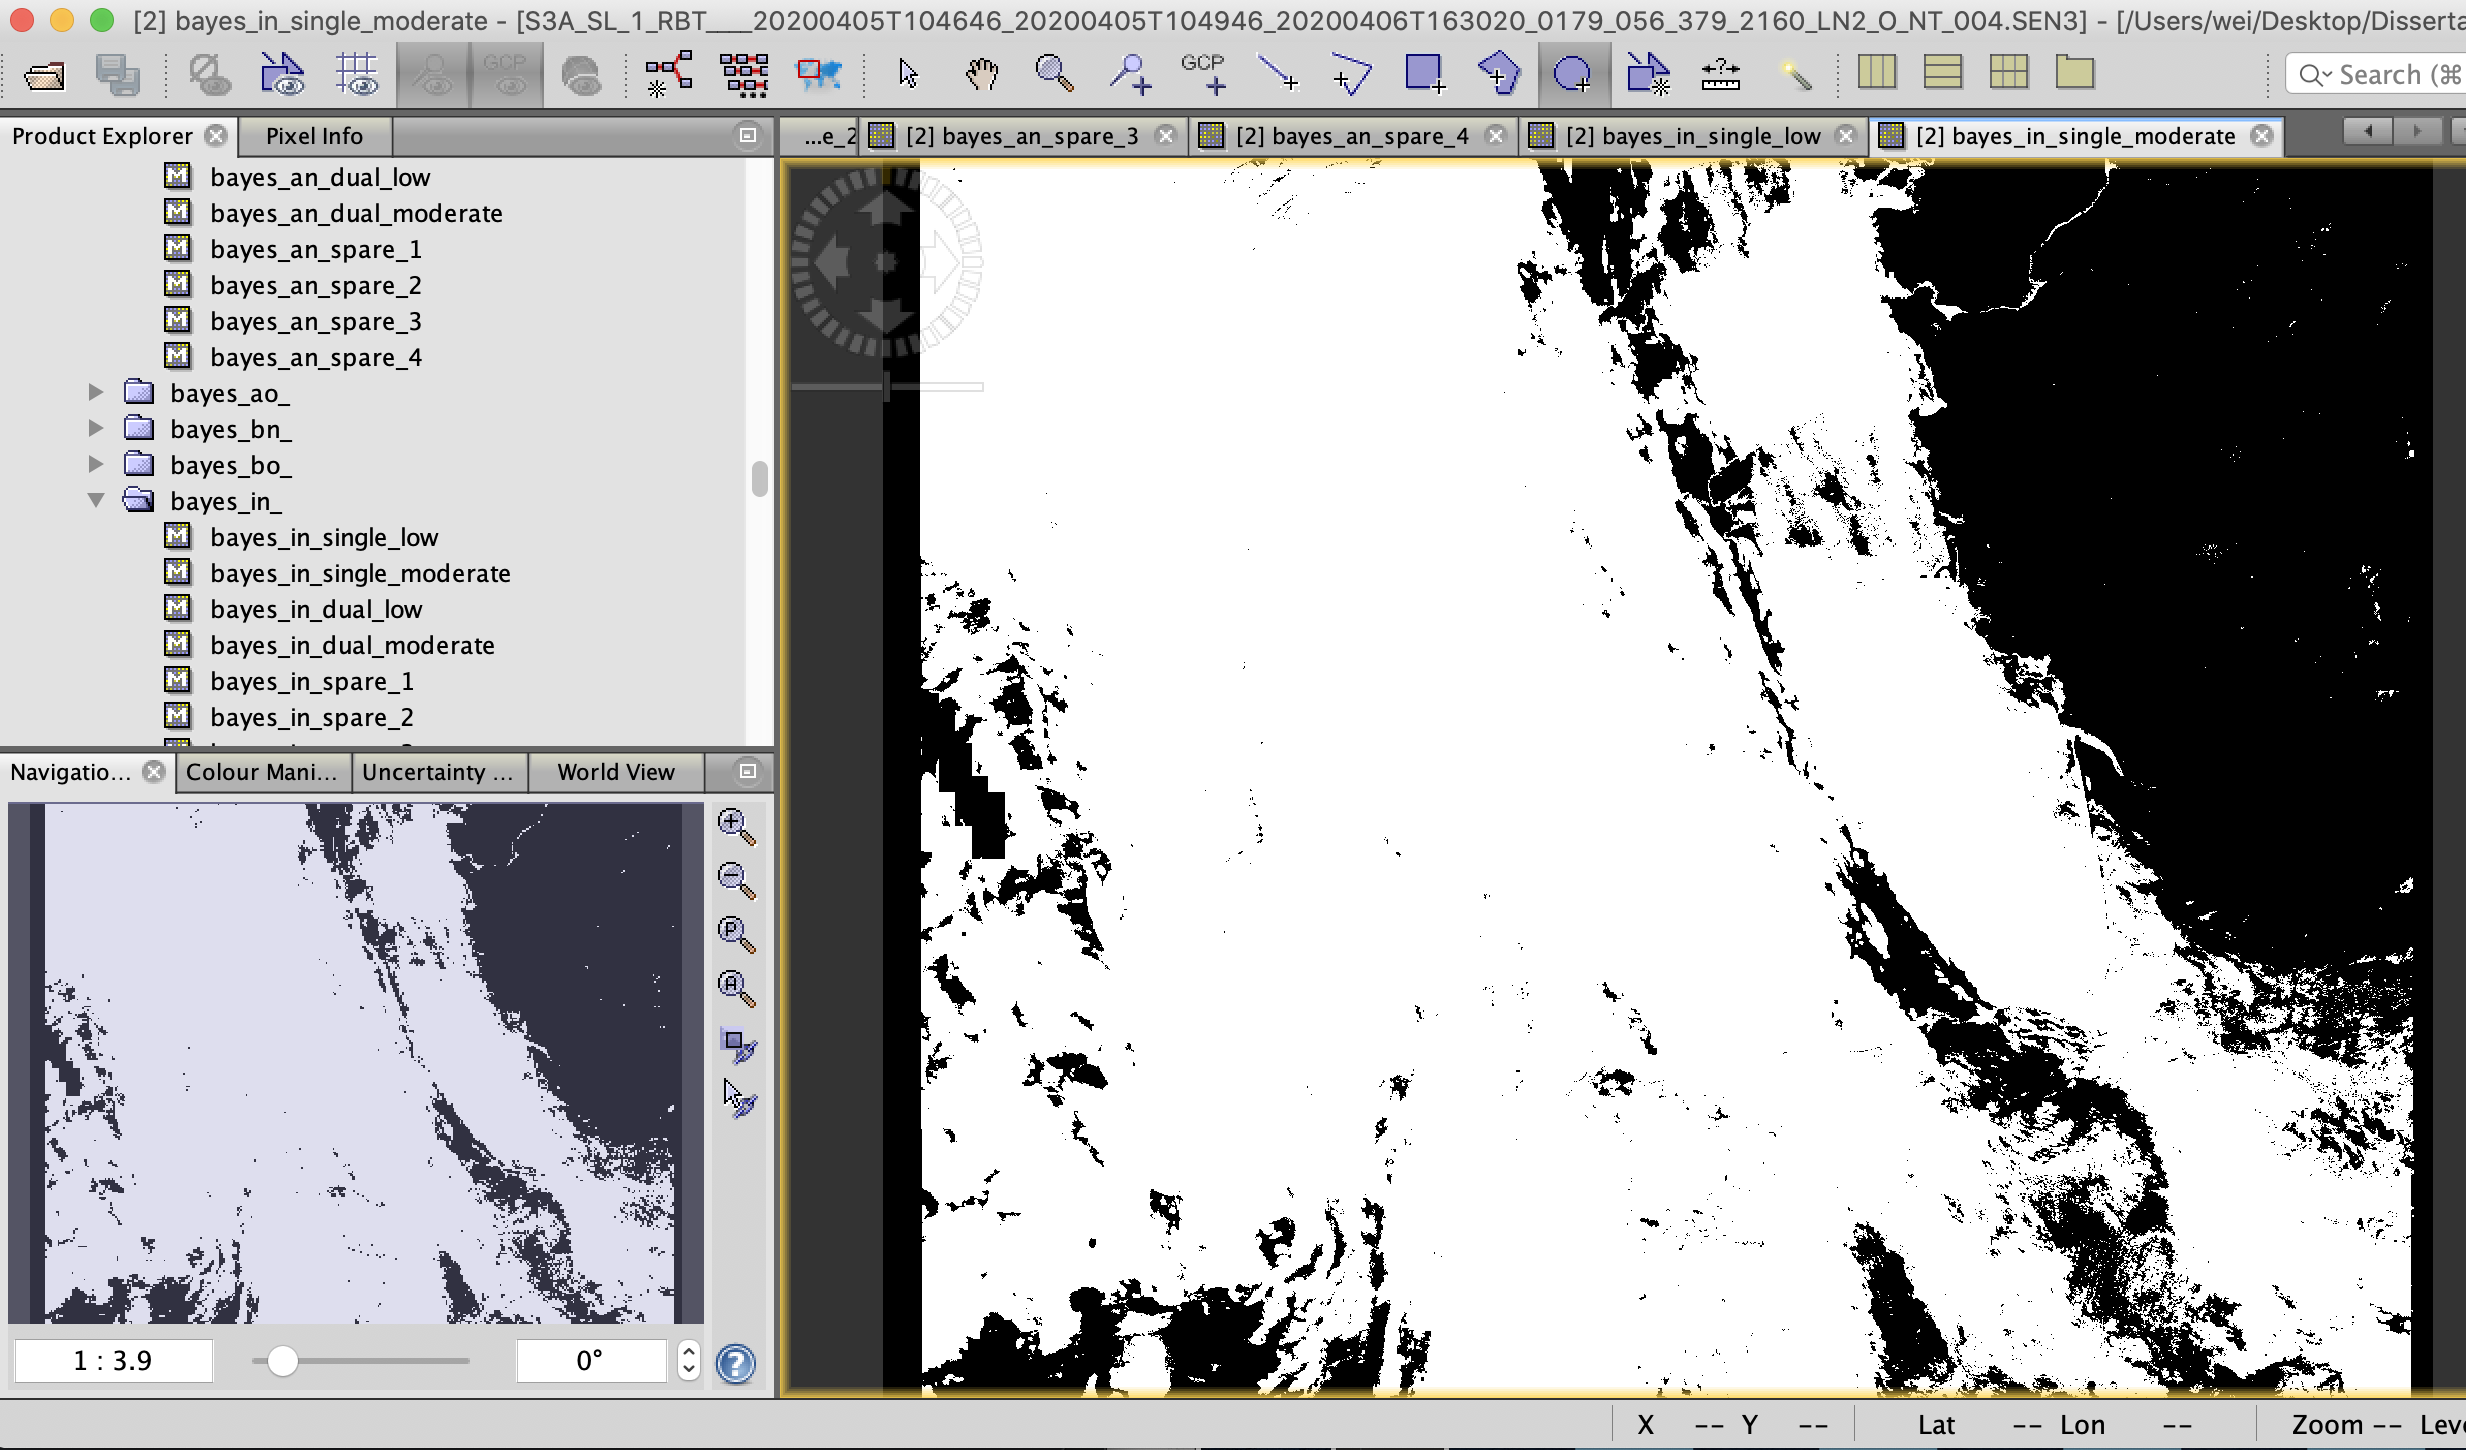 [2] bayes_in_single_moderate - [S3A_SL_1_RBT____20200405T104646_20200405T104946_20200406T163020_0179_056_379_2160_LN2_O_NT_004.SEN3] - [/Users/wei/Desktop/Disserta
GCP
GCP
Search (⌘
Product Explorer
Pixel Info
...e_2
[2] bayes_an_spare_3
[2] bayes_an_spare_4
[2] bayes_in_single_low
[2] bayes_in_single_moderate
bayes_an_dual_low
bayes_an_dual_moderate
bayes_an_spare_1
bayes_an_spare_2
bayes_an_spare_3
bayes_an_spare_4
bayes_ao_
bayes_bn_
bayes_bo_
bayes_in_
bayes_in_single_low
bayes_in_single_moderate
bayes_in_dual_low
bayes_in_dual_moderate
bayes_in_spare_1
bayes_in_spare_2
Navigatio...
Colour Mani...
Uncertainty ...
World View
1 : 3.9
0°
X -- Y -- Lat -- Lon -- Zoom -- Leve